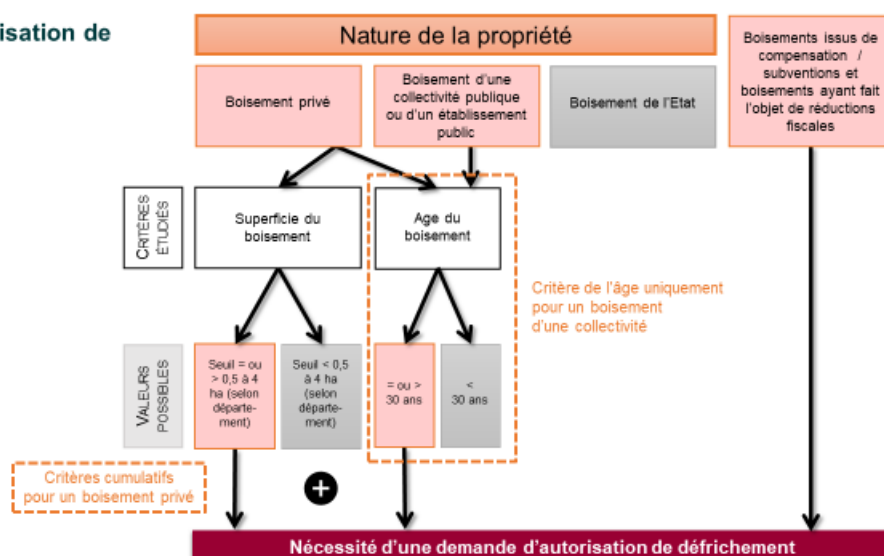 isation de
Nature de la propriété
Boisement privé
Boisement d'une
collectivité publique
ou d'un établissement
public
Boisement de l'Etat
Boisements issus de
compensation /
subventions et
boisements ayant fait
l'objet de réductions
fiscales
CRITÈRES
ÉTUDIÉS
Superficie du
boisement
Age du
boisement
Critère de l'âge uniquement
pour un boisement
d'une collectivité
VALEURS
POSSIBLES
Seuil = ou
> 0,5 à 4
ha (selon
départe-
ment)
Seuil < 0,5
à 4 ha
(selon
départe-
ment)
= ou >
30 ans
<
30 ans
Critères cumulatifs
pour un boisement privé
+
Nécessité d'une demande d'autorisation de défrichement